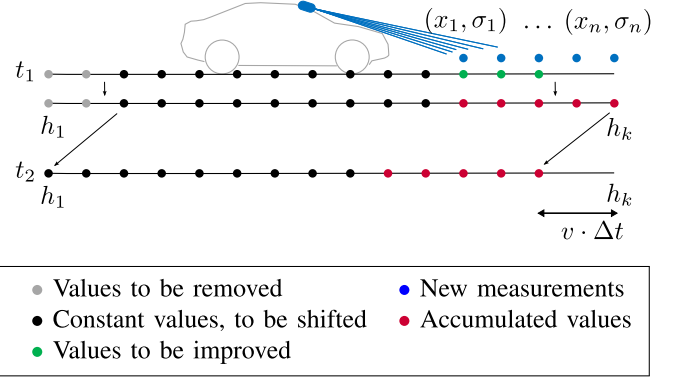 (x₁, σ₁) … (xₙ, σₙ)
t₁
h₁ hₖ
t₂
h₁ hₖ
v · Δt
Values to be removed
Constant values, to be shifted
Values to be improved
New measurements
Accumulated values